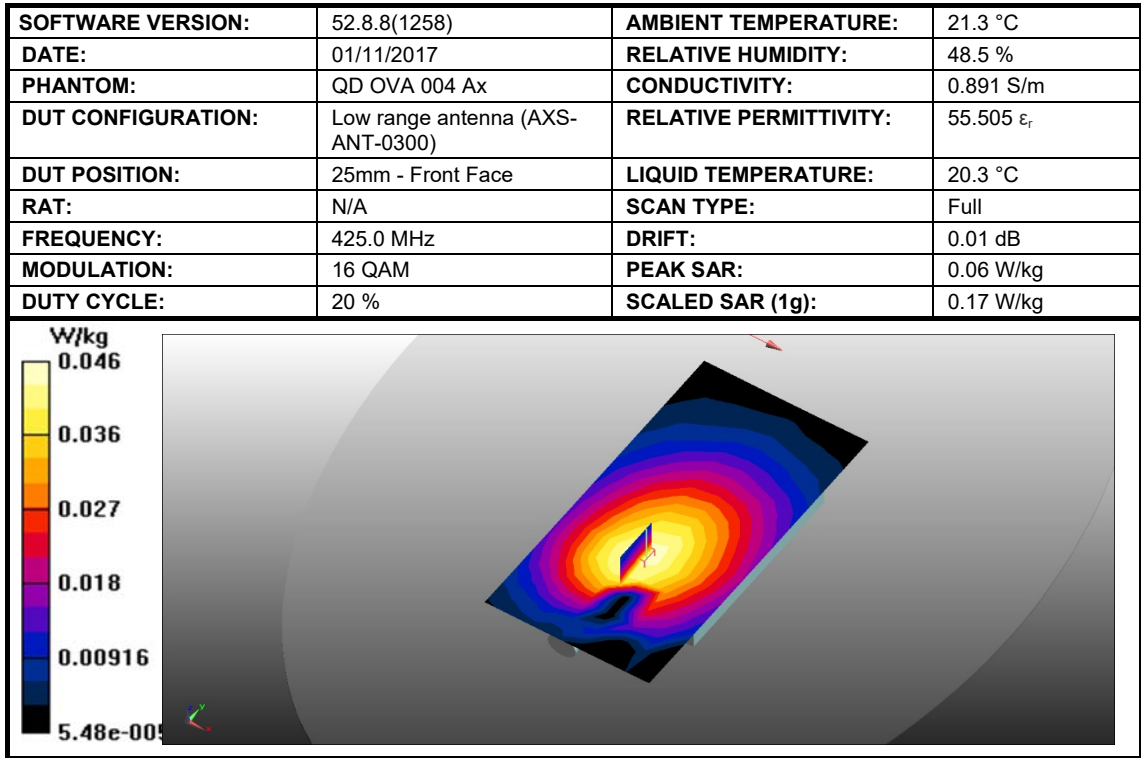 SOFTWARE VERSION: 52.8.8(1258) AMBIENT TEMPERATURE: 21.3 °C
DATE: 01/11/2017 RELATIVE HUMIDITY: 48.5 %
PHANTOM: QD OVA 004 Ax CONDUCTIVITY: 0.891 S/m
DUT CONFIGURATION: Low range antenna (AXS- RELATIVE PERMITTIVITY: 55.505 εr
ANT-0300)
DUT POSITION: 25mm - Front Face LIQUID TEMPERATURE: 20.3 °C
RAT: N/A SCAN TYPE: Full
FREQUENCY: 425.0 MHz DRIFT: 0.01 dB
MODULATION: 16 QAM PEAK SAR: 0.06 W/kg
DUTY CYCLE: 20 % SCALED SAR (1g): 0.17 W/kg
W/kg
0.046
0.036
0.027
0.018
0.00916
5.48e-005